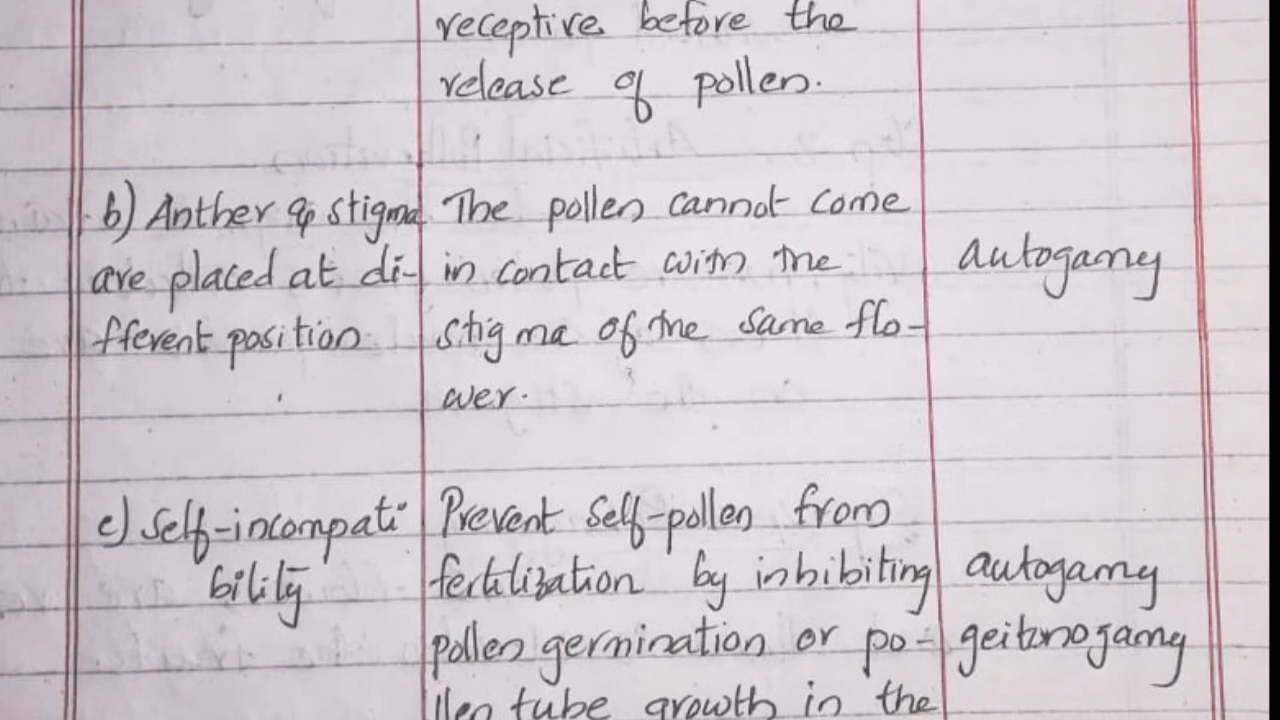 receptive before the
release of pollen.
b) Anther & stigma
are placed at di-
fferent position
The pollen cannot come
in contact with the
stigma of the same flo-
wer.
autogamy
c) Self-incompati-
bility
Prevent self-pollen from
fertilization by inhibiting
pollen germination or po-
llen tube growth in the
autogamy
geitonogamy